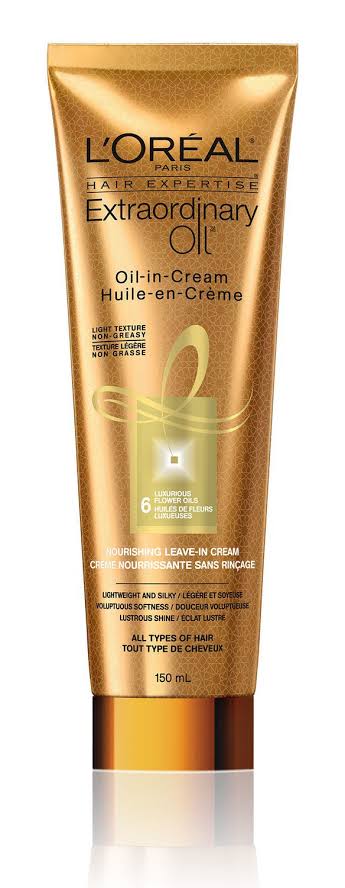 L'ORÉAL
PARIS
HAIR EXPERTISE
Extraordinary
Oil
Oil-in-Cream
Huile-en-Crème
LIGHT TEXTURE
NON-GREASY
TEXTURE LÉGÈRE
NON GRASSE
6 LUXURIOUS
FLOWER OILS
HUILES DE FLEURS
LUXUEUSES
NOURISHING LEAVE-IN CREAM
CRÈME NOURRISSANTE SANS RINÇAGE
LIGHTWEIGHT AND SILKY / LÉGÈRE ET SOYEUSE
VOLUPTUOUS SOFTNESS / DOUCEUR VOLUPTUEUSE
LUSTROUS SHINE / ÉCLAT LUSTRÉ
ALL TYPES OF HAIR
TOUT TYPE DE CHEVEUX
150 mL